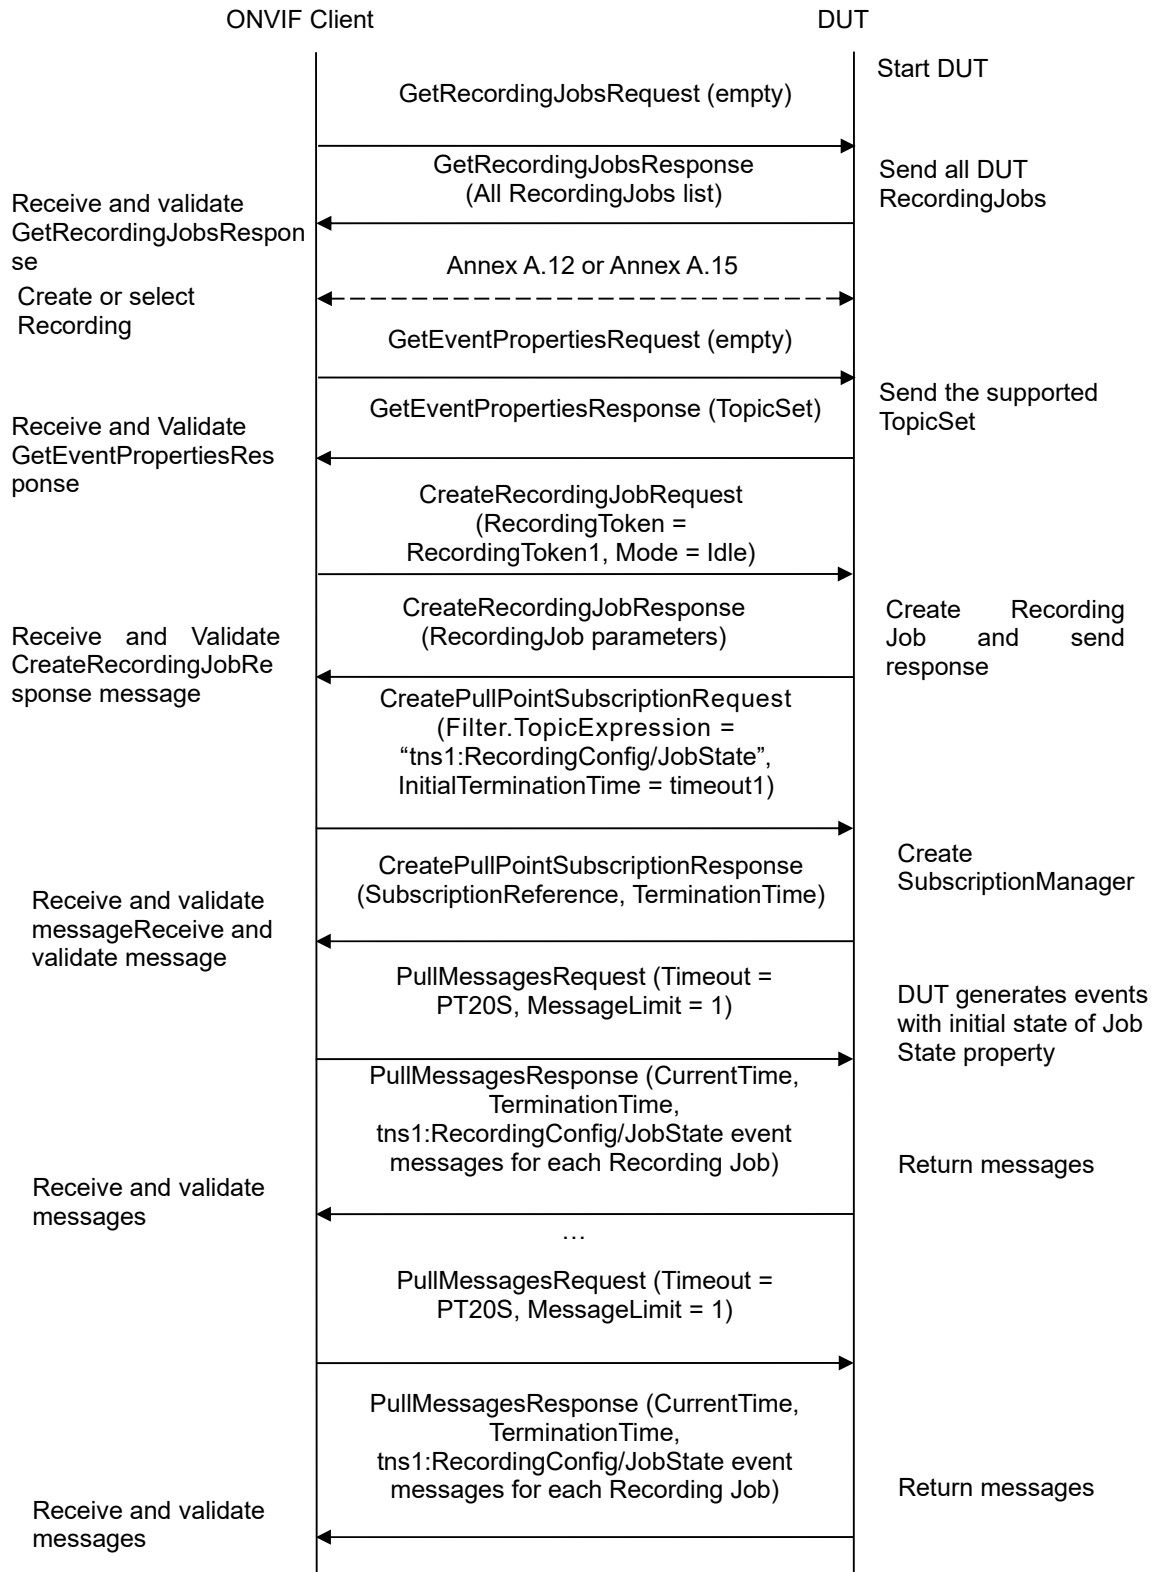 ONVIF Client
DUT
Start DUT
GetRecordingJobsRequest (empty)
GetRecordingJobsResponse
(All RecordingJobs list)
Send all DUT
RecordingJobs
Receive and validate
GetRecordingJobsRespon
se
Annex A.12 or Annex A.15
Create or select
Recording
GetEventPropertiesRequest (empty)
GetEventPropertiesResponse (TopicSet)
Send the supported
TopicSet
Receive and Validate
GetEventPropertiesRes
ponse
CreateRecordingJobRequest
(RecordingToken =
RecordingToken1, Mode = Idle)
CreateRecordingJobResponse
(RecordingJob parameters)
Create Recording
Job and send
response
Receive and Validate
CreateRecordingJobRe
sponse message
CreatePullPointSubscriptionRequest
(Filter.TopicExpression =
“tns1:RecordingConfig/JobState”,
InitialTerminationTime = timeout1)
CreatePullPointSubscriptionResponse
(SubscriptionReference, TerminationTime)
Create
SubscriptionManager
Receive and validate
messageReceive and
validate message
PullMessagesRequest (Timeout =
PT20S, MessageLimit = 1)
DUT generates events
with initial state of Job
State property
PullMessagesResponse (CurrentTime,
TerminationTime,
tns1:RecordingConfig/JobState event
messages for each Recording Job)
Return messages
Receive and validate
messages
…
PullMessagesRequest (Timeout =
PT20S, MessageLimit = 1)
PullMessagesResponse (CurrentTime,
TerminationTime,
tns1:RecordingConfig/JobState event
messages for each Recording Job)
Return messages
Receive and validate
messages